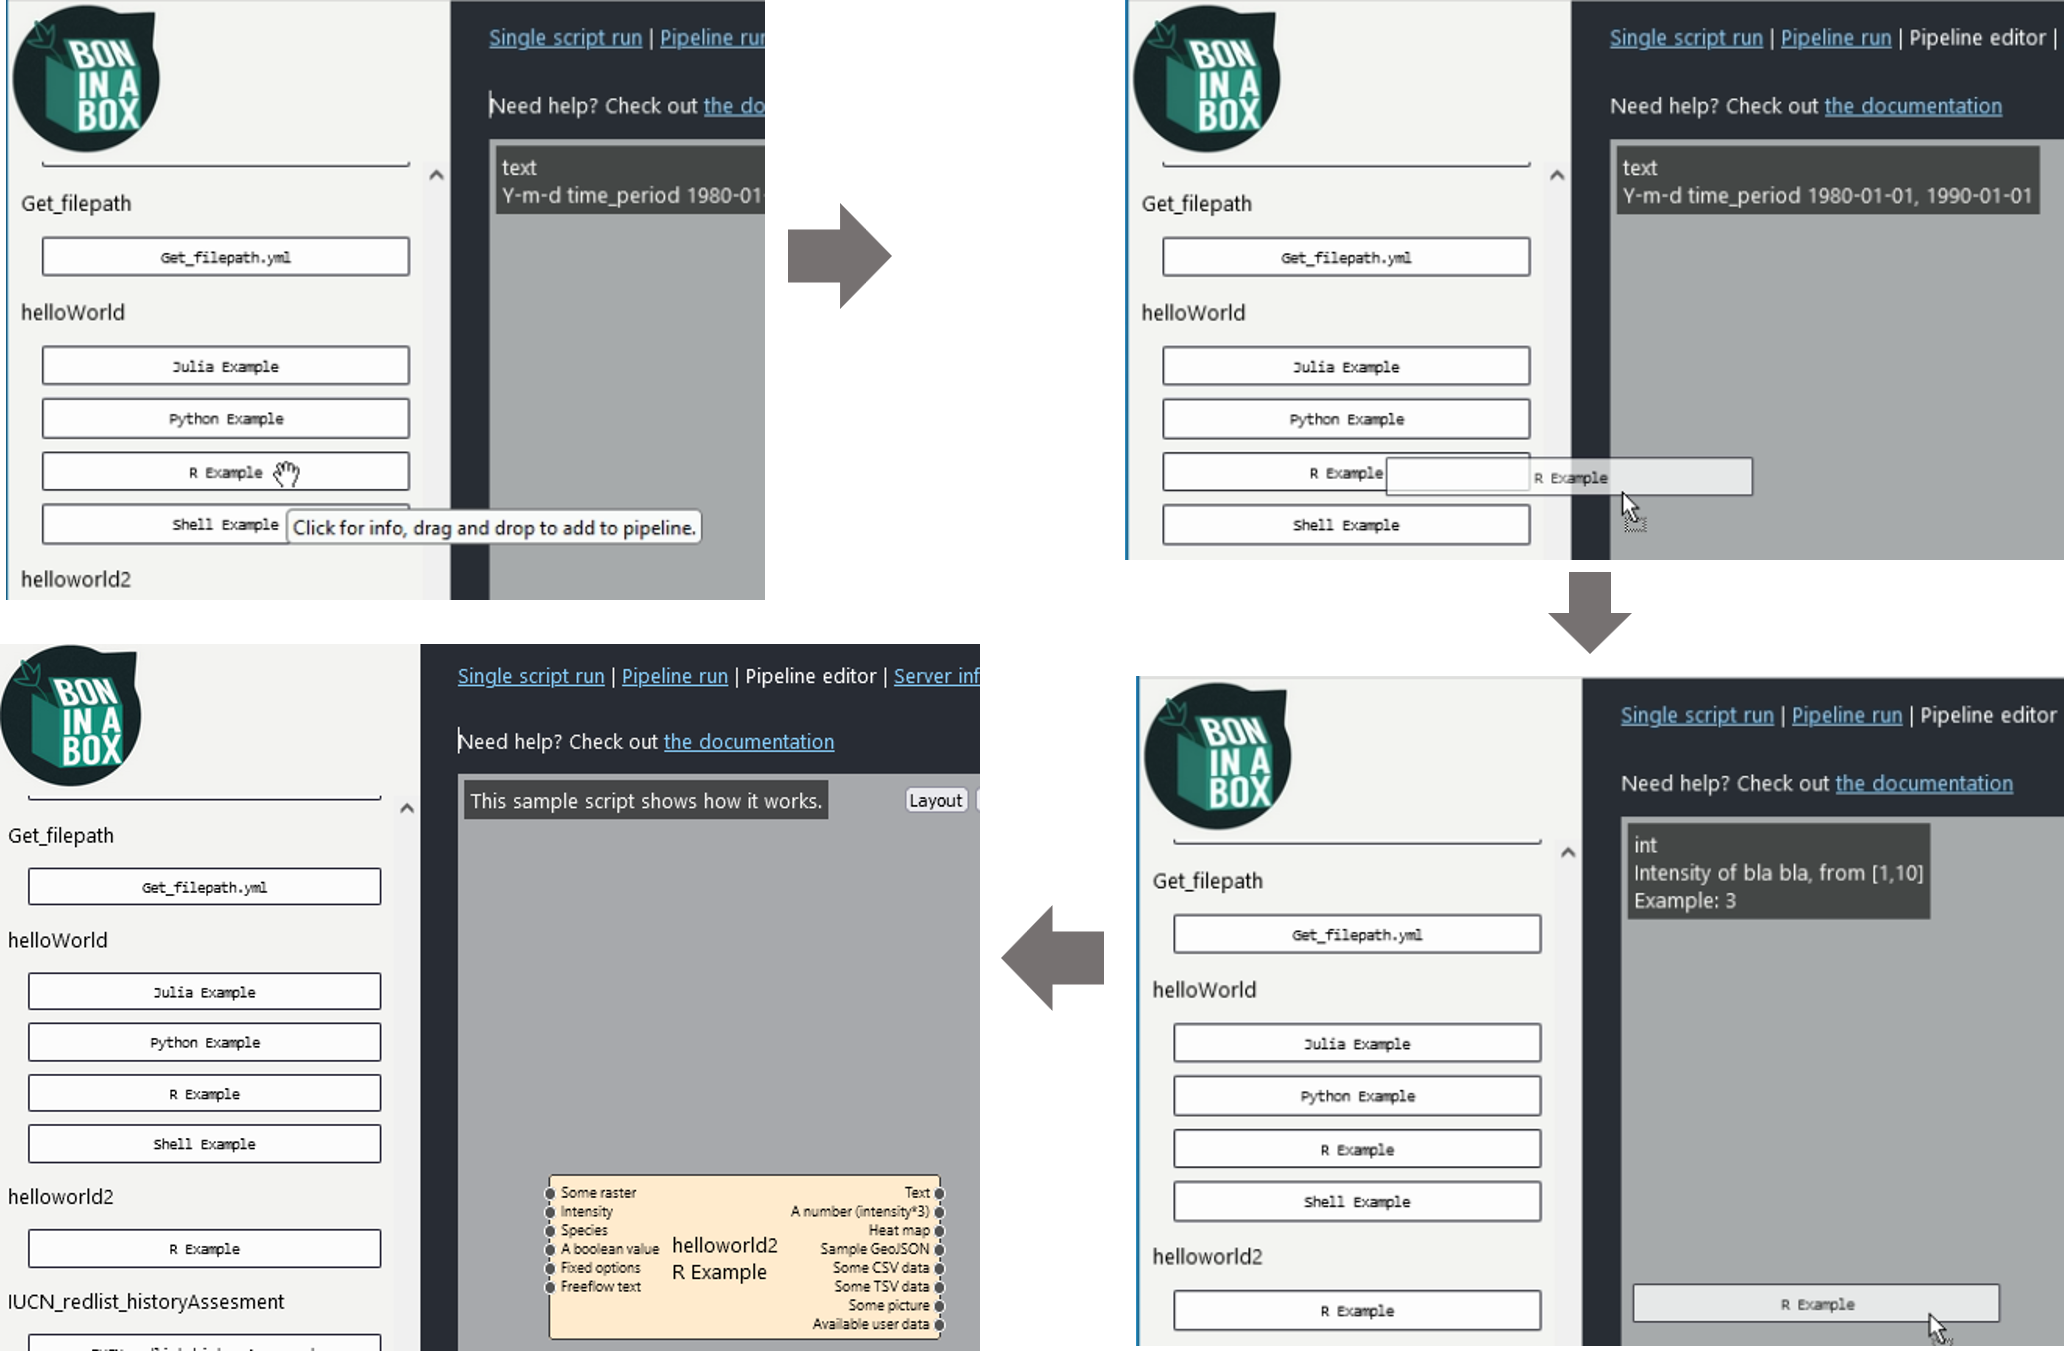 BON
IN A
BOX
Single script run | Pipeline run
Need help? Check out the do
text
Y-m-d time_period 1980-01-
Get_filepath
Get_filepath.yml
helloWorld
Julia Example
Python Example
R Example
Shell Example
Click for info, drag and drop to add to pipeline.
helloworld2
BON
IN A
BOX
Single script run | Pipeline run | Pipeline editor |
Need help? Check out the documentation
text
Y-m-d time_period 1980-01-01, 1990-01-01
Get_filepath
Get_filepath.yml
helloWorld
Julia Example
Python Example
R Example
R Example
Shell Example
BON
IN A
BOX
Single script run | Pipeline run | Pipeline editor
Need help? Check out the documentation
int
Intensity of bla bla, from [1,10]
Example: 3
Get_filepath
Get_filepath.yml
helloWorld
Julia Example
Python Example
R Example
Shell Example
helloworld2
R Example
R Example
BON
IN A
BOX
Single script run | Pipeline run | Pipeline editor | Server inf
Need help? Check out the documentation
This sample script shows how it works.
Layout
Get_filepath
Get_filepath.yml
helloWorld
Julia Example
Python Example
R Example
Shell Example
helloworld2
R Example
IUCN_redlist_historyAssesment
Some raster
Intensity
Species
A boolean value
Fixed options
Freeflow text
helloworld2
R Example
Text
A number (intensity*3)
Heat map
Sample GeoJSON
Some CSV data
Some TSV data
Some picture
Available user data